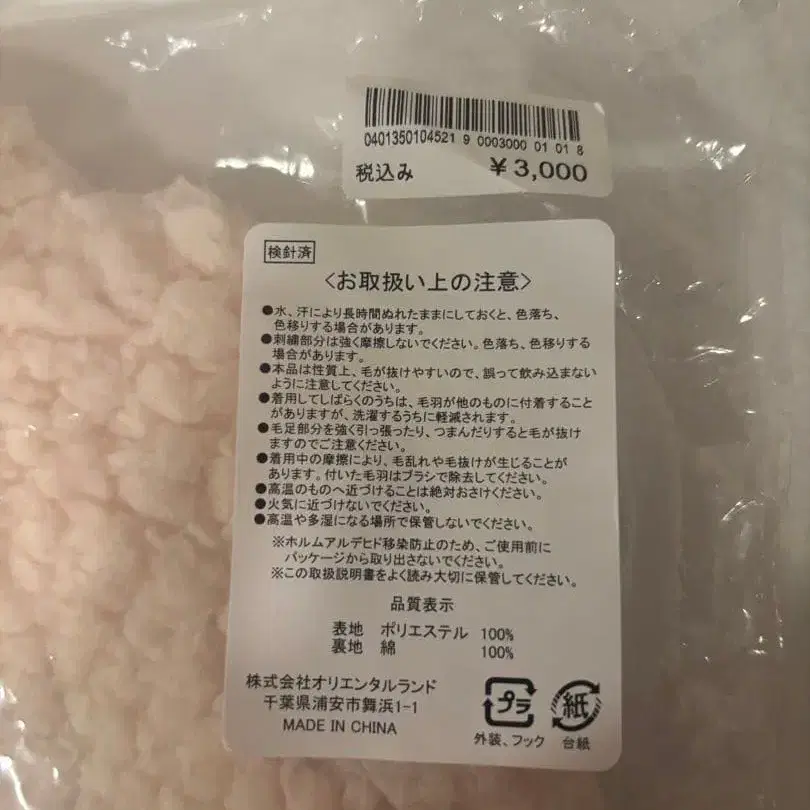 0401350104521 9 0003000 01 01 8
税込み ￥3,000
検針済
〈お取扱い上の注意〉
●水、汗により長時間ぬれたままにしておくと、色落ち、
色移りする場合があります。
●刺繍部分は強く摩擦しないでください。色落ち、色移りする
場合があります。
●本品は性質上、毛が抜けやすいので、誤って飲み込まない
ように注意してください。
●着用してしばらくのうちは、毛羽が他のものに付着すること
がありますが、洗濯するうちに軽減されます。
●毛足部分を強く引っ張ったり、つまんだりすると毛が抜け
ますのでご注意ください。
●着用中の摩擦により、毛乱れや毛抜けが生じることが
あります。付いた毛羽はブラシで除去してください。
●高温のものへ近づけることは絶対おさけください。
●火気に近づけないでください。
●高温や多湿になる場所で保管しないでください。
※ホルムアルデヒド移染防止のため、ご使用前に
パッケージから取り出さないでください。
※この取扱説明書をよく読み大切に保管してください。
品質表示
表地 ポリエステル 100%
裏地 綿 100%
株式会社オリエンタルランド
千葉県浦安市舞浜1-1
MADE IN CHINA
プラ
外装、フック
紙
台紙